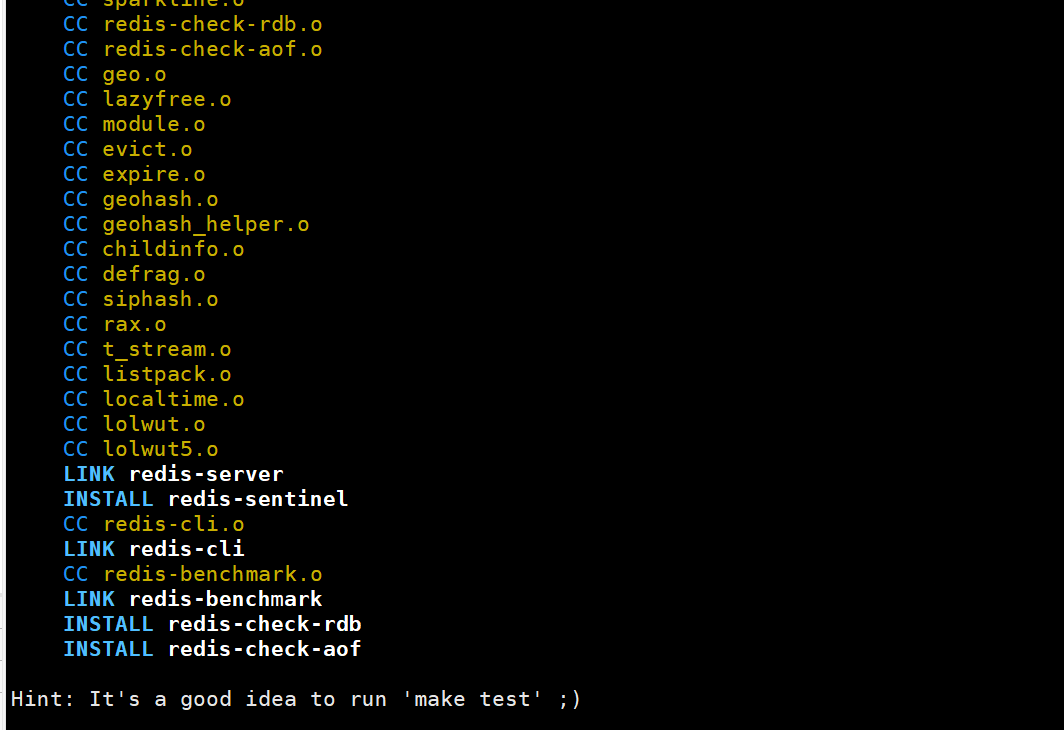 CC sparkline.o
CC redis-check-rdb.o
CC redis-check-aof.o
CC geo.o
CC lazyfree.o
CC module.o
CC evict.o
CC expire.o
CC geohash.o
CC geohash_helper.o
CC childinfo.o
CC defrag.o
CC siphash.o
CC rax.o
CC t_stream.o
CC listpack.o
CC localtime.o
CC lolwut.o
CC lolwut5.o
LINK redis-server
INSTALL redis-sentinel
CC redis-cli.o
LINK redis-cli
CC redis-benchmark.o
LINK redis-benchmark
INSTALL redis-check-rdb
INSTALL redis-check-aof
Hint: It's a good idea to run 'make test' ;)